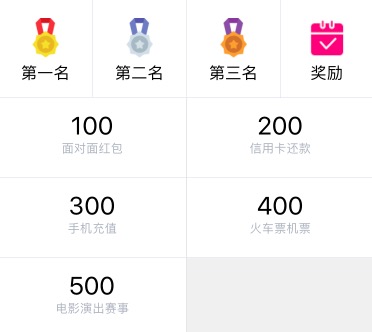 第一名
第二名
第三名
奖励
100
200
面对面红包
信用卡还款
300
400
手机充值
火车票机票
500
电影演出赛事